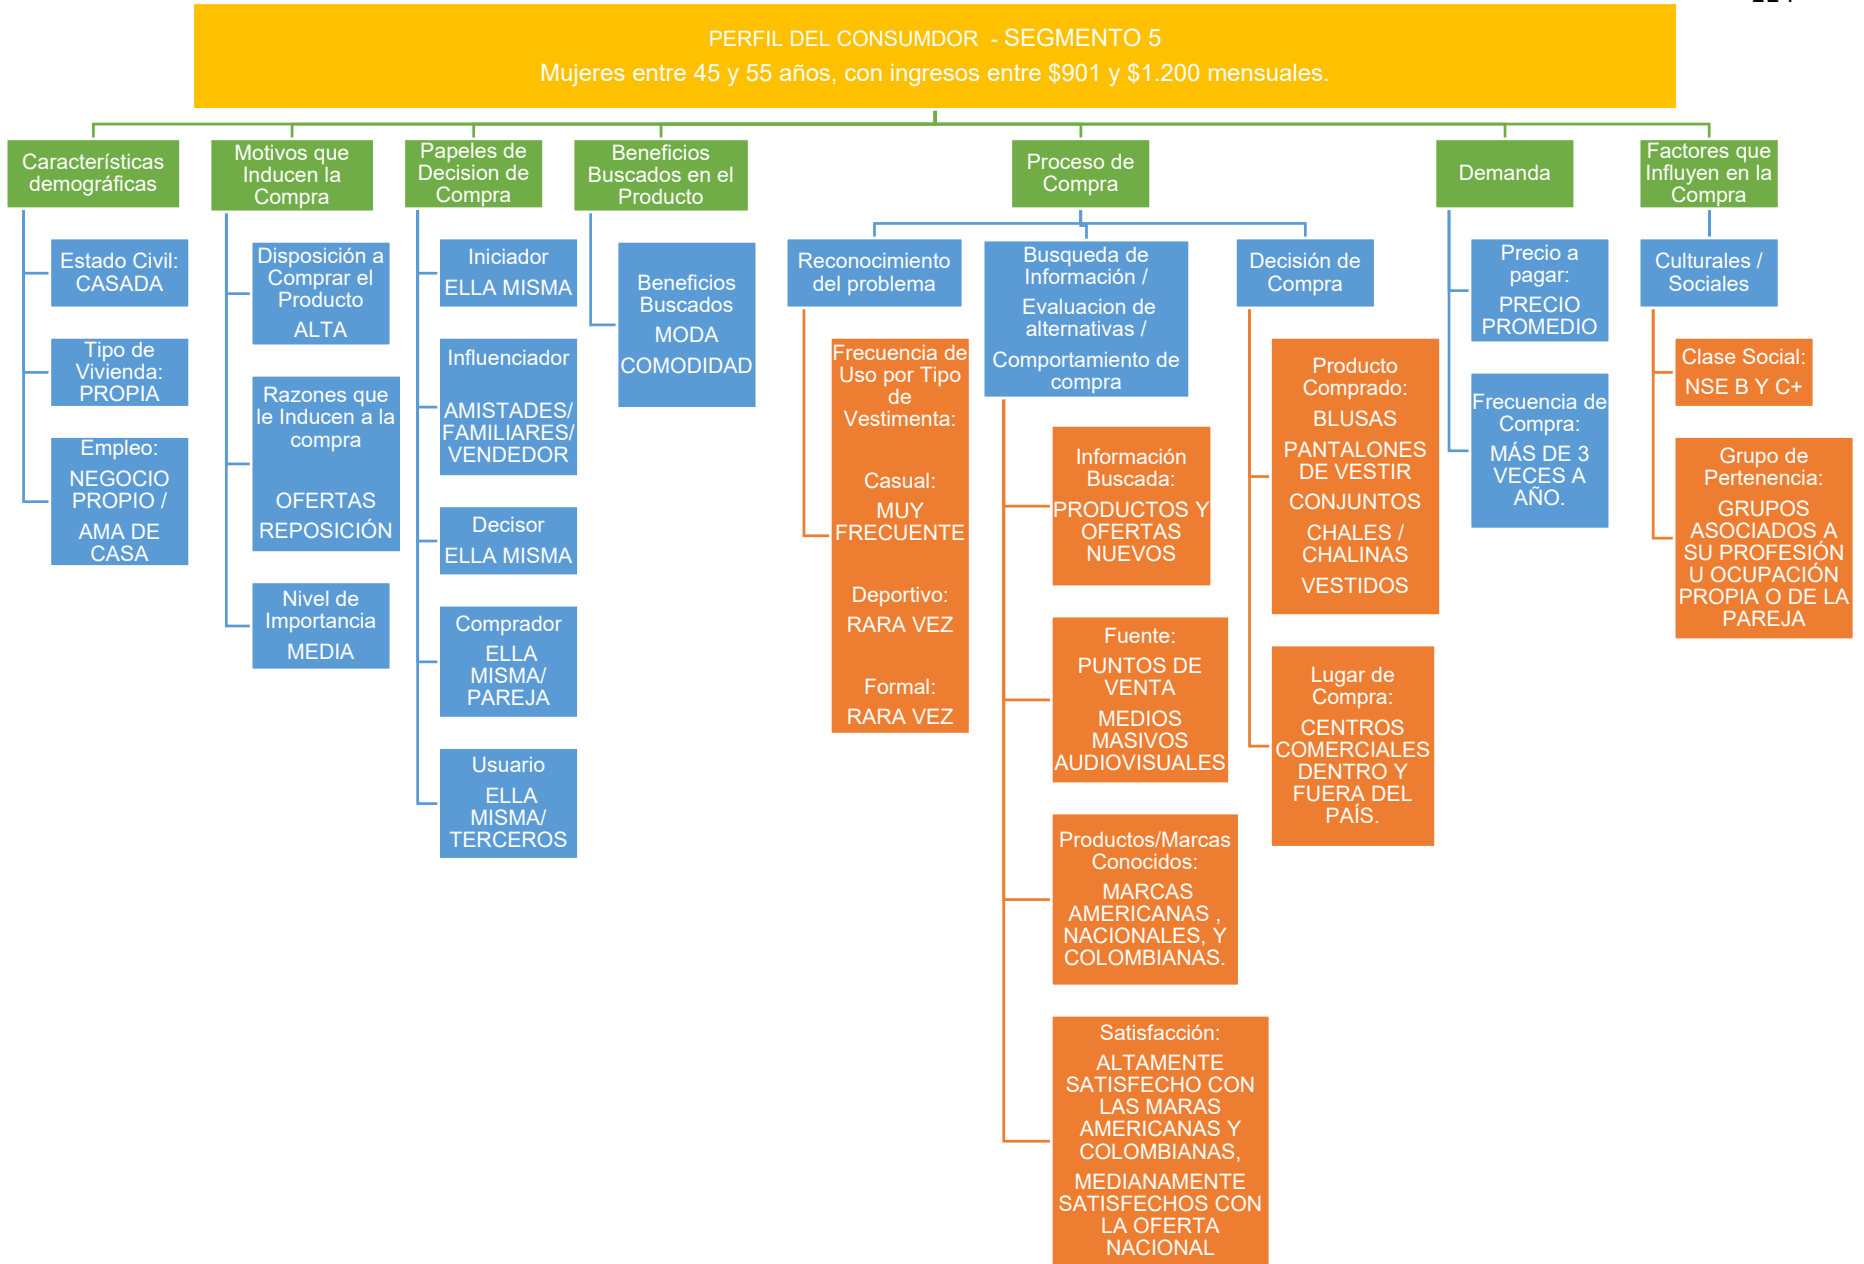 PERFIL DEL CONSUMDOR - SEGMENTO 5
Mujeres entre 45 y 55 años, con ingresos entre $901 y $1.200 mensuales.
Características
demográficas
Estado Civil:
CASADA
Tipo de
Vivienda:
PROPIA
Empleo:
NEGOCIO
PROPIO /
AMA DE
CASA
Motivos que
Inducen la
Compra
Disposición a
Comprar el
Producto
ALTA
Razones que
le Inducen a la
compra
OFERTAS
REPOSICIÓN
Nivel de
Importancia
MEDIA
Papeles de
Decision de
Compra
Iniciador
ELLA MISMA
Influenciador
AMISTADES/
FAMILIARES/
VENDEDOR
Decisor
ELLA MISMA
Comprador
ELLA
MISMA/
PAREJA
Usuario
ELLA
MISMA/
TERCEROS
Beneficios
Buscados en el
Producto
Beneficios
Buscados
MODA
COMODIDAD
Proceso de
Compra
Reconocimiento
del problema
Frecuencia de
Uso por Tipo
de
Vestimenta:
Casual:
MUY
FRECUENTE
Deportivo:
RARA VEZ
Formal:
RARA VEZ
Busqueda de
Información /
Evaluacion de
alternativas /
Comportamiento de
compra
Información
Buscada:
PRODUCTOS Y
OFERTAS
NUEVOS
Fuente:
PUNTOS DE
VENTA
MEDIOS
MASIVOS
AUDIOVISUALES
Productos/Marcas
Conocidos:
MARCAS
AMERICANAS ,
NACIONALES, Y
COLOMBIANAS.
Satisfacción:
ALTAMENTE
SATISFECHO CON
LAS MARAS
AMERICANAS Y
COLOMBIANAS,
MEDIANAMENTE
SATISFECHOS CON
LA OFERTA
NACIONAL
Decisión de
Compra
Producto
Comprado:
BLUSAS
PANTALONES
DE VESTIR
CONJUNTOS
CHALES /
CHALINAS
VESTIDOS
Lugar de
Compra:
CENTROS
COMERCIALES
DENTRO Y
FUERA DEL
PAÍS.
Demanda
Precio a
pagar:
PRECIO
PROMEDIO
Frecuencia de
Compra:
MÁS DE 3
VECES A
AÑO.
Factores que
Influyen en la
Compra
Culturales /
Sociales
Clase Social:
NSE B Y C+
Grupo de
Pertenencia:
GRUPOS
ASOCIADOS A
SU PROFESIÓN
U OCUPACIÓN
PROPIA O DE LA
PAREJA